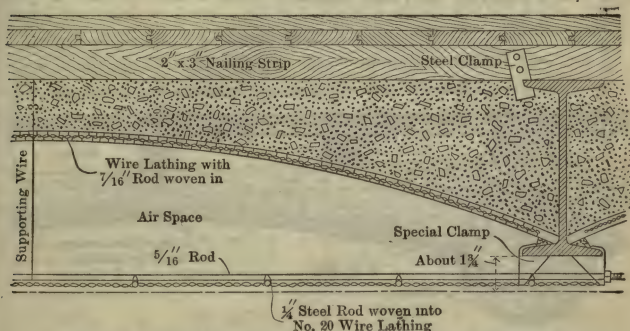 2" x 3" Nailing Strip
Steel Clamp
Supporting Wire
Wire Lathing with
7/16" Rod woven in
Air Space
Special Clamp
5/16" Rod
About 1¾"
¼" Steel Rod woven into
No. 20 Wire Lathing